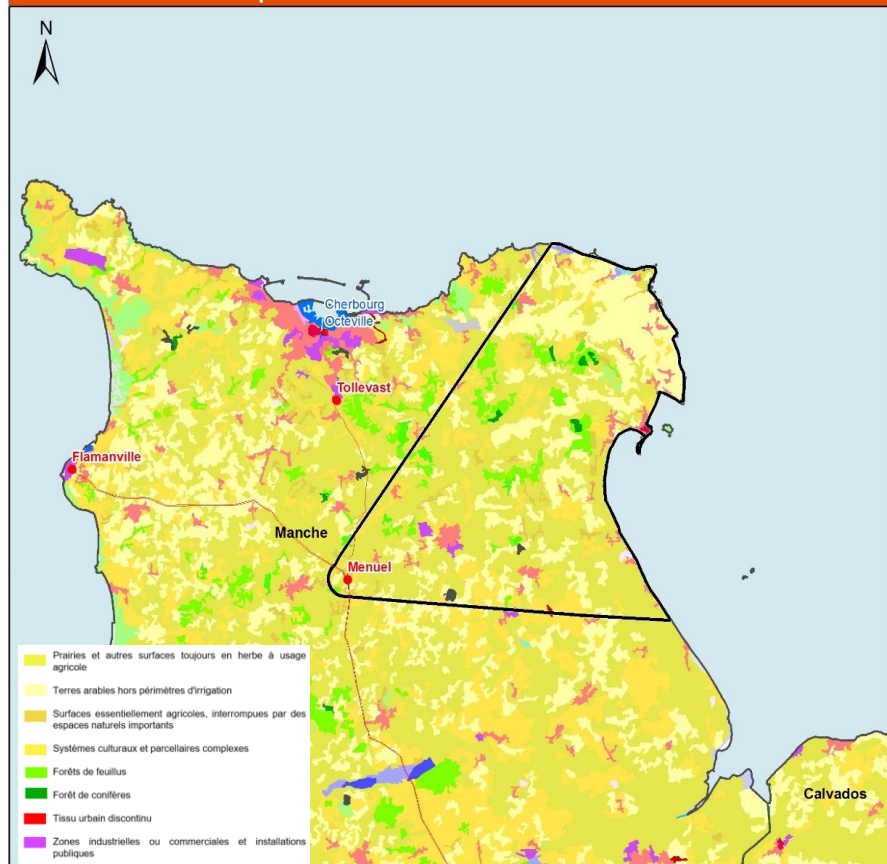 N
Cherbourg
Octeville
Tollevast
Flamanville
Manche
Menuel
Prairies et autres surfaces toujours en herbe à usage
agricole
Terres arables hors périmètres d'irrigation
Surfaces essentiellement agricoles, interrompues par des
espaces naturels importants
Systèmes culturaux et parcellaires complexes
Forêts de feuillus
Forêt de conifères
Tissu urbain discontinu
Zones industrielles ou commerciales et installations
publiques
Calvados